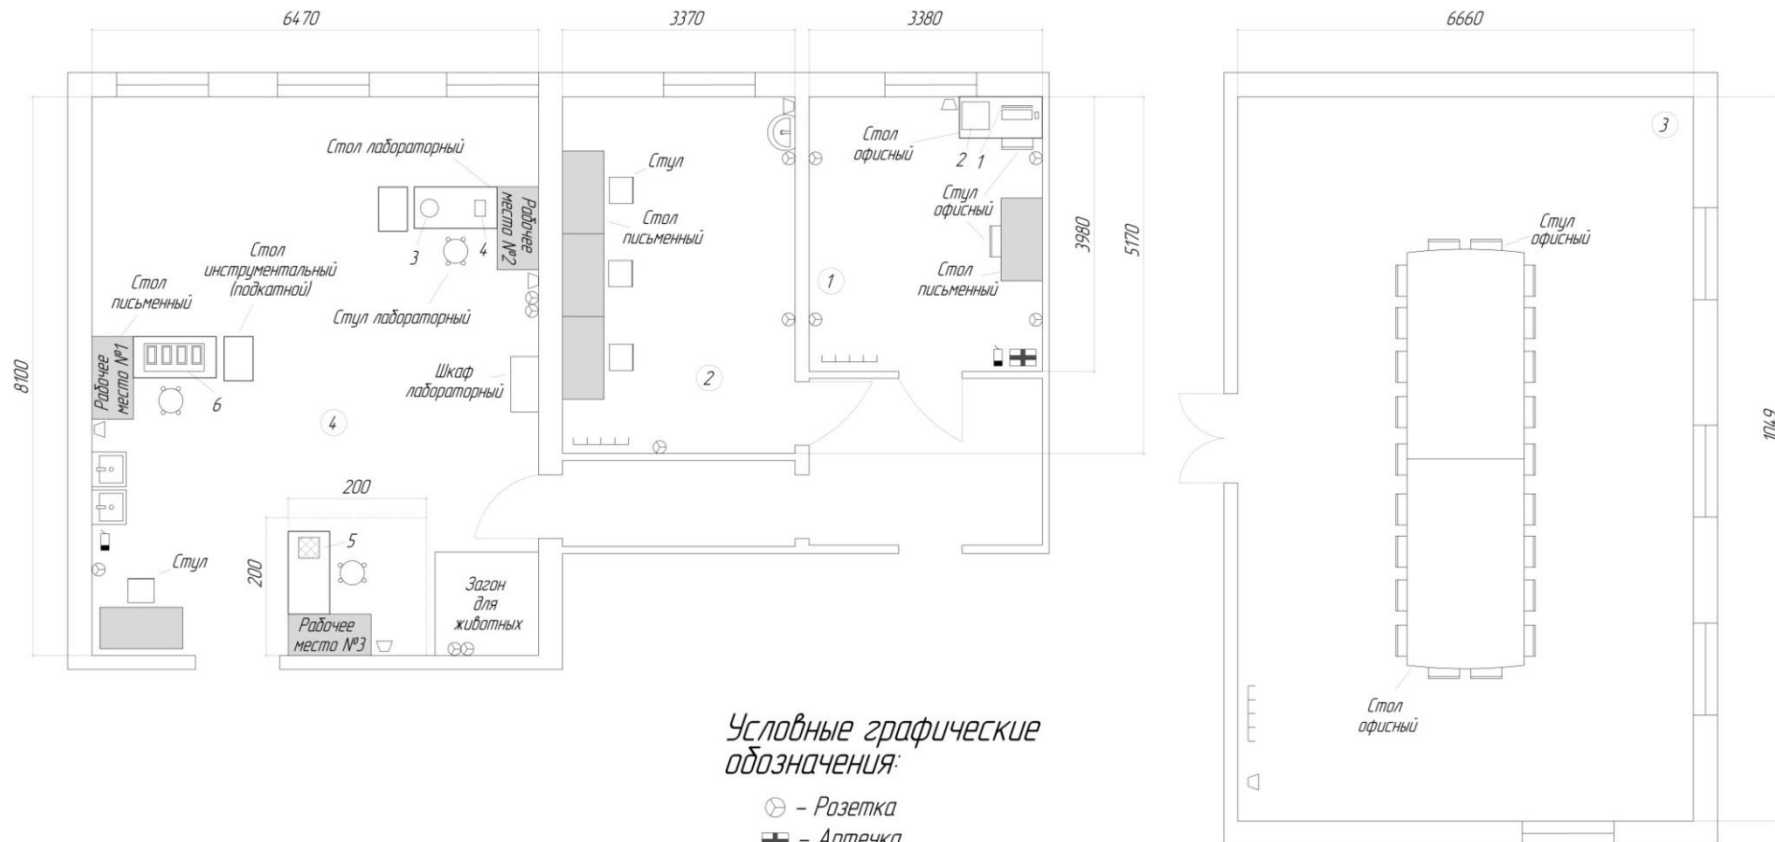 6470
3370
3380
6660
Стол лабораторный
Рабочее
место №2
3
4
Стол
инструментальный
(подкатной)
Стол
письменный
Стул лабораторный
Рабочее
место №1
6
Шкаф
лабораторный
4
8100
200
200
5
Стул
Рабочее
место №3
Загон
для
животных
Стул
Стол
письменный
2
Стол
офисный
2 1
Стул
офисный
Стол
письменный
1
3980
5170
3
Стул
офисный
Стол
офисный
1049
Условные графические
обозначения:
– Розетка
– Аптечка